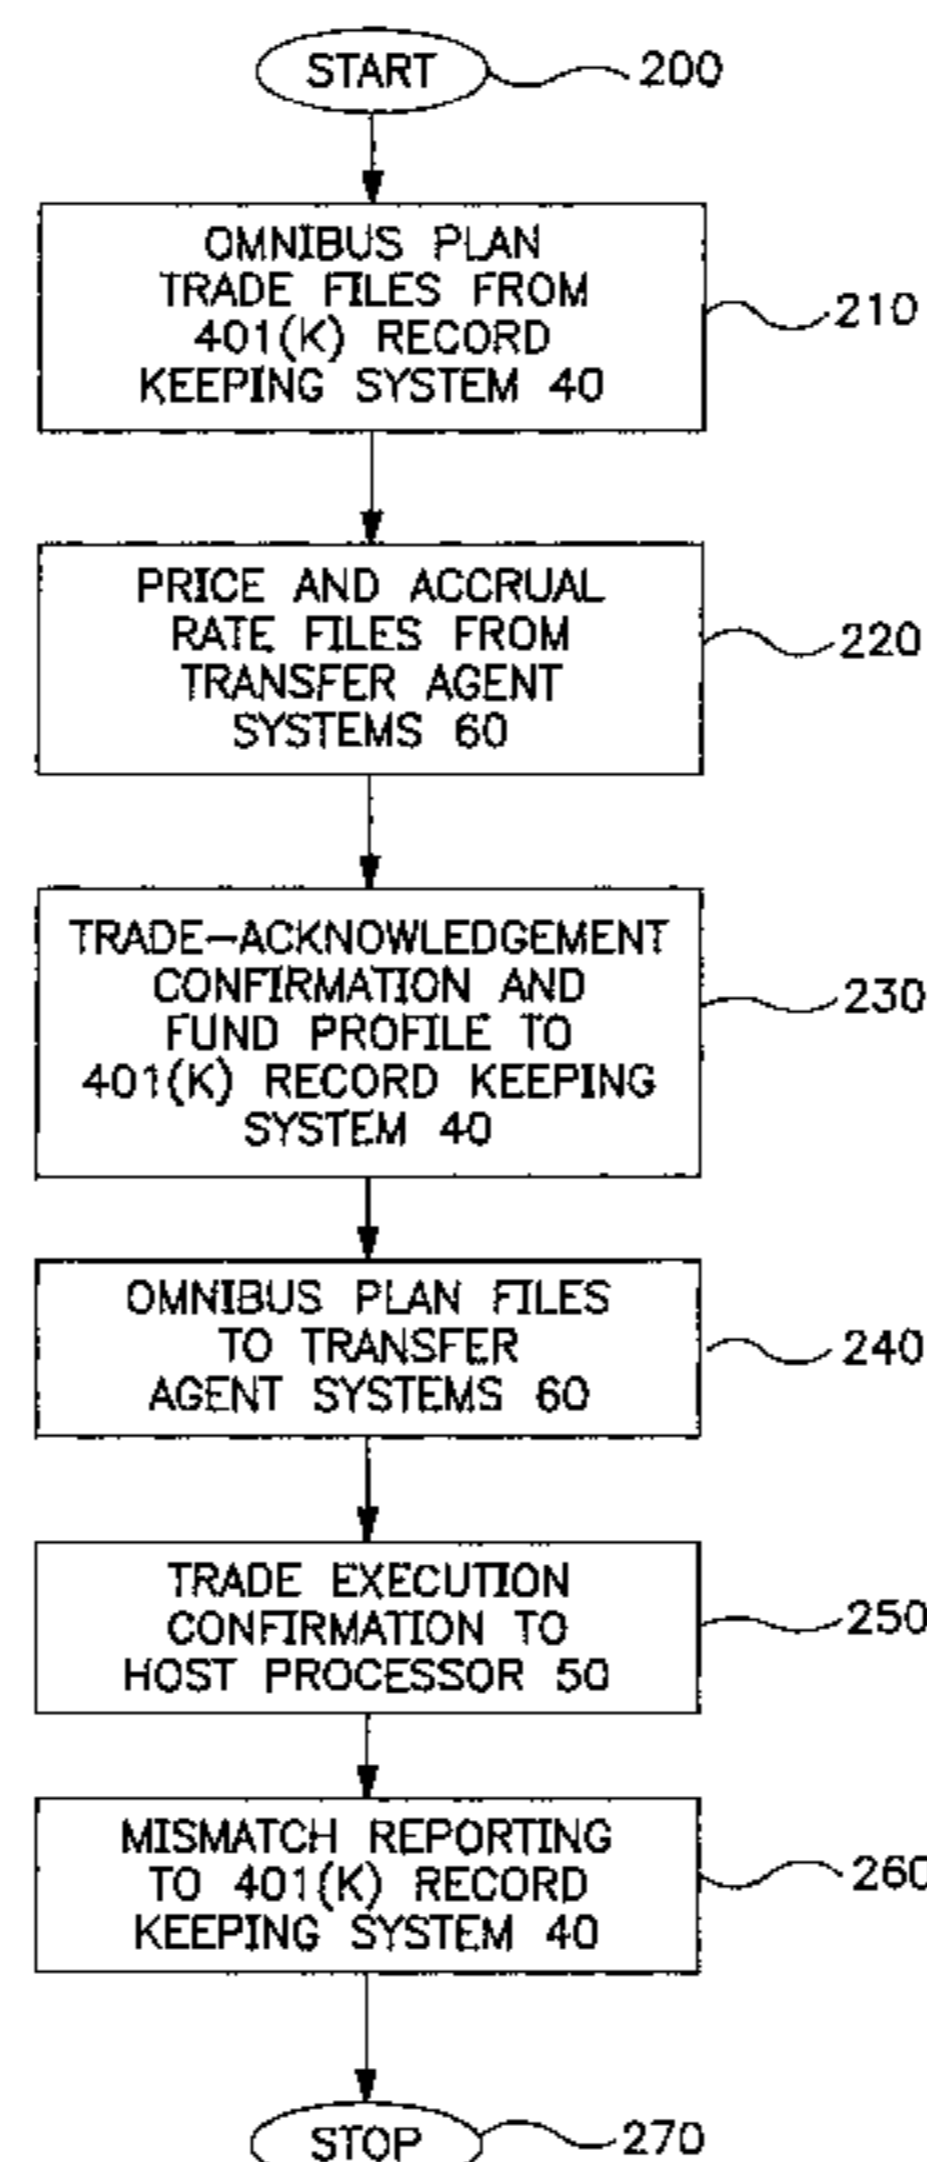 START
200
OMNIBUS PLAN
TRADE FILES FROM
401(K) RECORD
KEEPING SYSTEM 40
210
PRICE AND ACCRUAL
RATE FILES FROM
TRANSFER AGENT
SYSTEMS 60
220
TRADE-ACKNOWLEDGEMENT
CONFIRMATION AND
FUND PROFILE TO
401(K) RECORD KEEPING
SYSTEM 40
230
OMNIBUS PLAN FILES
TO TRANSFER
AGENT SYSTEMS 60
240
TRADE EXECUTION
CONFIRMATION TO
HOST PROCESSOR 50
250
MISMATCH REPORTING
TO 401(K) RECORD
KEEPING SYSTEM 40
260
STOP
270